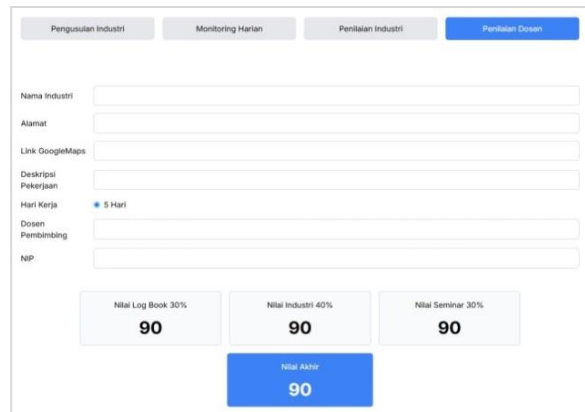 Pengusulan Industri Monitoring Harian Penilaian Industri Penilaian Dosen
Nama Industri
Alamat
Link GoogleMaps
Deskripsi
Pekerjaan
Hari Kerja 5 Hari
Dosen
Pembimbing
NIP
Nilai Log Book 30% Nilai Industri 40% Nilai Seminar 30%
90 90 90
Nilai Akhir
90